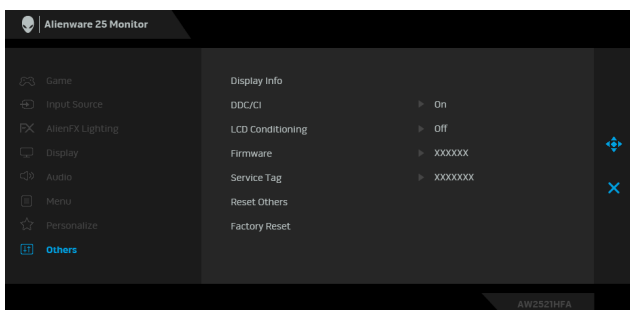 Alienware 25 Monitor
Game
Input Source
FX AlienFX Lighting
Display
Audio
Menu
Personalize
Others
Display Info
DDC/CI On
LCD Conditioning Off
Firmware XXXXXX
Service Tag XXXXXXX
Reset Others
Factory Reset
AW2521HFA